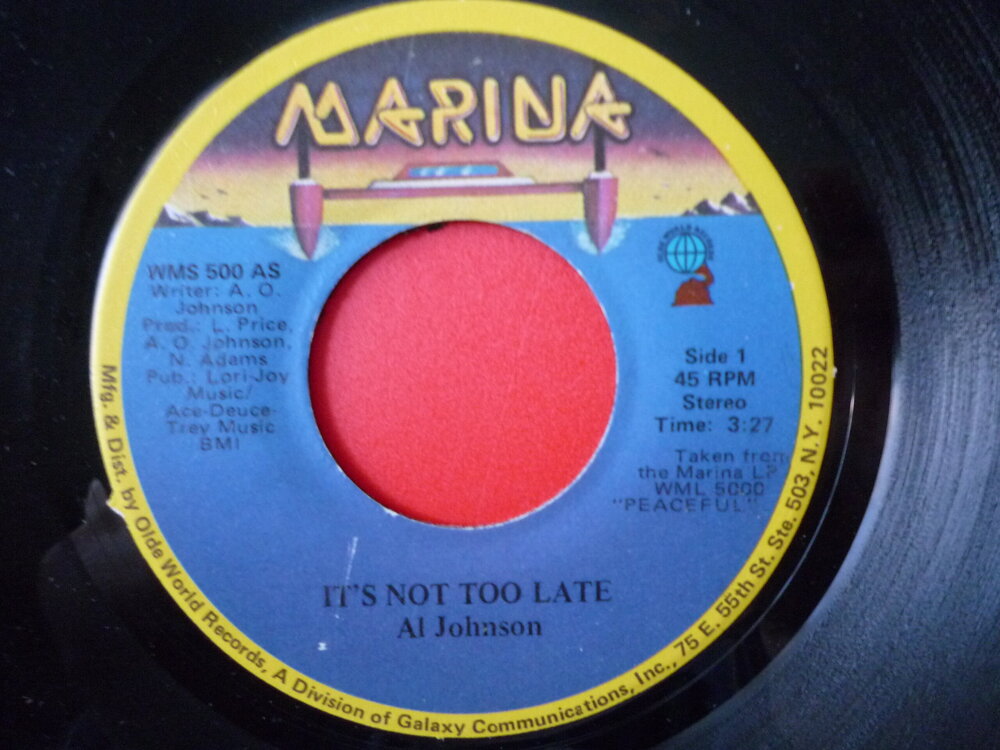 MARINA
OLDE WORLD RECORDS
WMS 500 AS
Writer: A. O.
Johnson
Prod.: L. Price,
A. O. Johnson,
N. Adams
Pub.: Lori-Joy
Music/
Ace-Deuce-
Trey Music
BMI
Side 1
45 RPM
Stereo
Time: 3:27
Taken from
the Marina LP
WML 5000
"PEACEFUL"
IT'S NOT TOO LATE
Al Johnson
Mfg. & Dist. by Olde World Records, A Division of Galaxy Communications, Inc., 75 E. 55th St. Ste. 503, N.Y. 10022